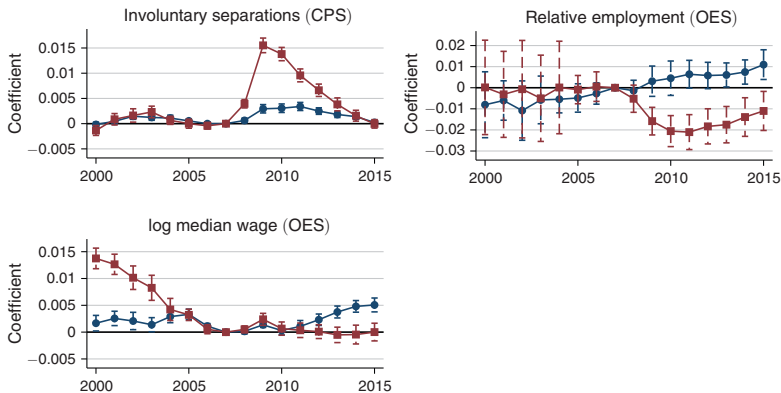 Involuntary separations (CPS)
Coefficient
0.015
0.01
0.005
0
−0.005
2000 2005 2010 2015
Relative employment (OES)
Coefficient
0.02
0.01
0
−0.01
−0.02
−0.03
2000 2005 2010 2015
log median wage (OES)
Coefficient
0.015
0.01
0.005
0
−0.005
2000 2005 2010 2015